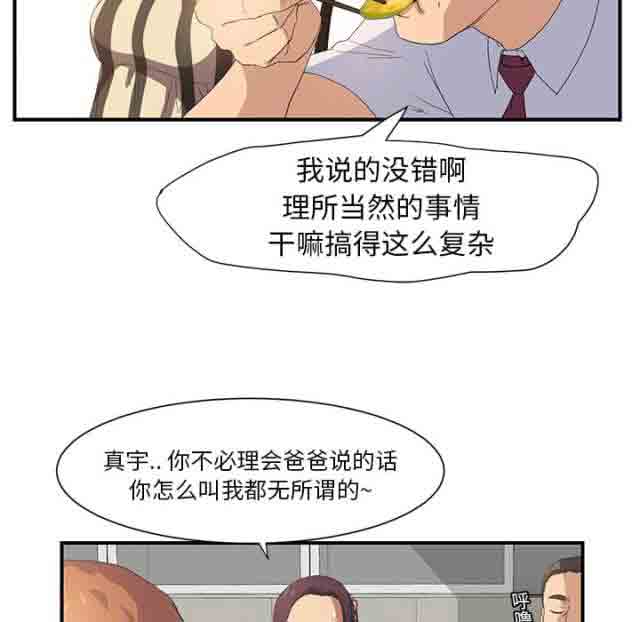 我说的没错啊
理所当然的事情
干嘛搞得这么复杂
真宇.. 你不必理会爸爸说的话
你怎么叫我都无所谓的~
呼噜